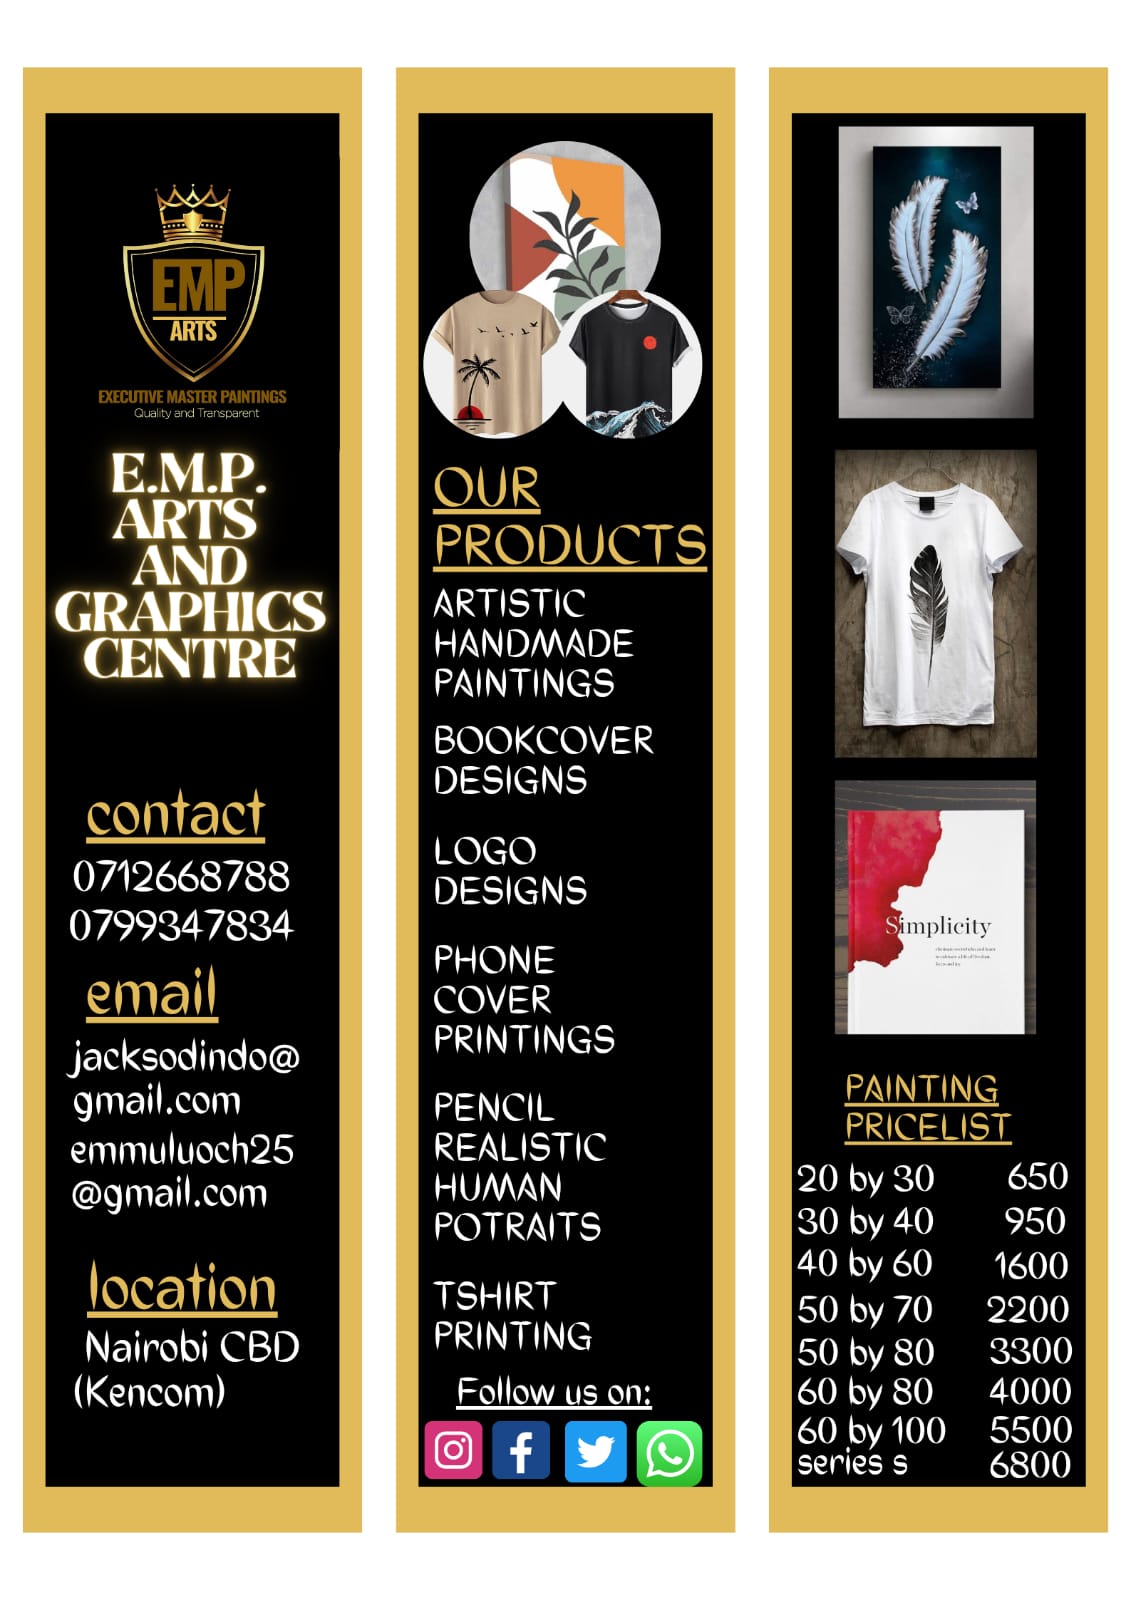 EMP
ARTS
EXECUTIVE MASTER PAINTINGS
Quality and Transparent
E.M.P.
ARTS
AND
GRAPHICS
CENTRE
contact
0712668788
0799347834
email
jacksodindo@
gmail.com
emmuluoch25
@gmail.com
location
Nairobi CBD
(Kencom)
OUR
PRODUCTS
ARTISTIC
HANDMADE
PAINTINGS
BOOKCOVER
DESIGNS
LOGO
DESIGNS
PHONE
COVER
PRINTINGS
PENCIL
REALISTIC
HUMAN
POTRAITS
TSHIRT
PRINTING
Follow us on:
Simplicity
PAINTING
PRICELIST
20 by 30 650
30 by 40 950
40 by 60 1600
50 by 70 2200
50 by 80 3300
60 by 80 4000
60 by 100 5500
series s 6800